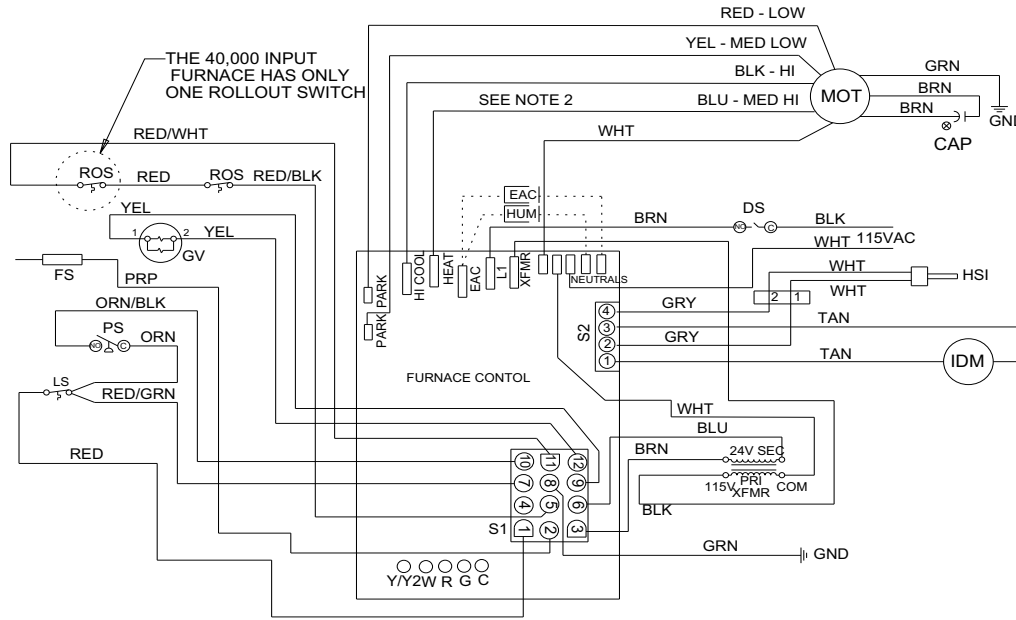 RED - LOW
YEL - MED LOW
THE 40,000 INPUT
FURNACE HAS ONLY
ONE ROLLOUT SWITCH
BLK - HI
GRN
MOT
BRN
SEE NOTE 2
BLU - MED HI
BRN
GND
RED/WHT
WHT
CAP
ROS
RED
ROS
RED/BLK
EAC
YEL
HUM
BRN
DS
NO
C
BLK
1
2
YEL
WHT
115VAC
GV
FS
PRP
PARK
HI COOL
HEAT
EAC
L1
XFMR
NEUTRALS
WHT
HSI
WHT
2 1
ORN/BLK
PARK
GRY
4
TAN
PS
S2
3
NO
C
ORN
GRY
2
TAN
1
IDM
LS
FURNACE CONTOL
RED/GRN
WHT
BLU
RED
BRN
24V SEC
10
11
12
115V
PRI
COM
XFMR
7
8
9
BLK
4
5
6
S1
1
2
3
GRN
GND
Y/Y2 W R G C